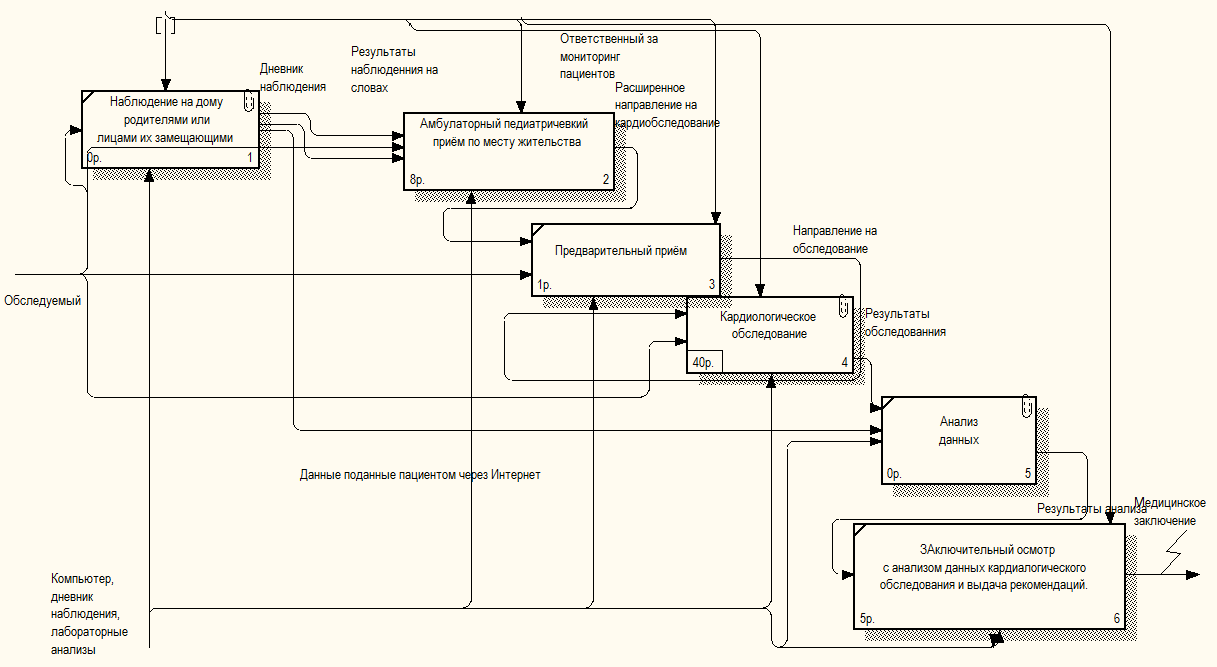 Дневник
наблюдения
Результаты
наблюденния на
словах
Ответственный за
мониторинг
пациентов
Расширенное
направление на
кардиобследование
Наблюдение на дому
родителями или
лицами их замещающими
0р.
1
Амбулаторный педиатричевкий
приём по месту жительства
8р.
2
Предварительный приём
1р.
3
Направление на
обследование
Обследуемый
Кардиологическое
обследование
40р.
4
Результаты
обследованния
Анализ
данных
0р.
5
Данные поданные пациентом через Интернет
Результаты анализа
Медицинское
заключение
ЗАключительный осмотр
с анализом данных кардиалогического
обследования и выдача рекомендаций.
5р.
6
Компьютер,
дневник
наблюдения,
лабораторные
анализы